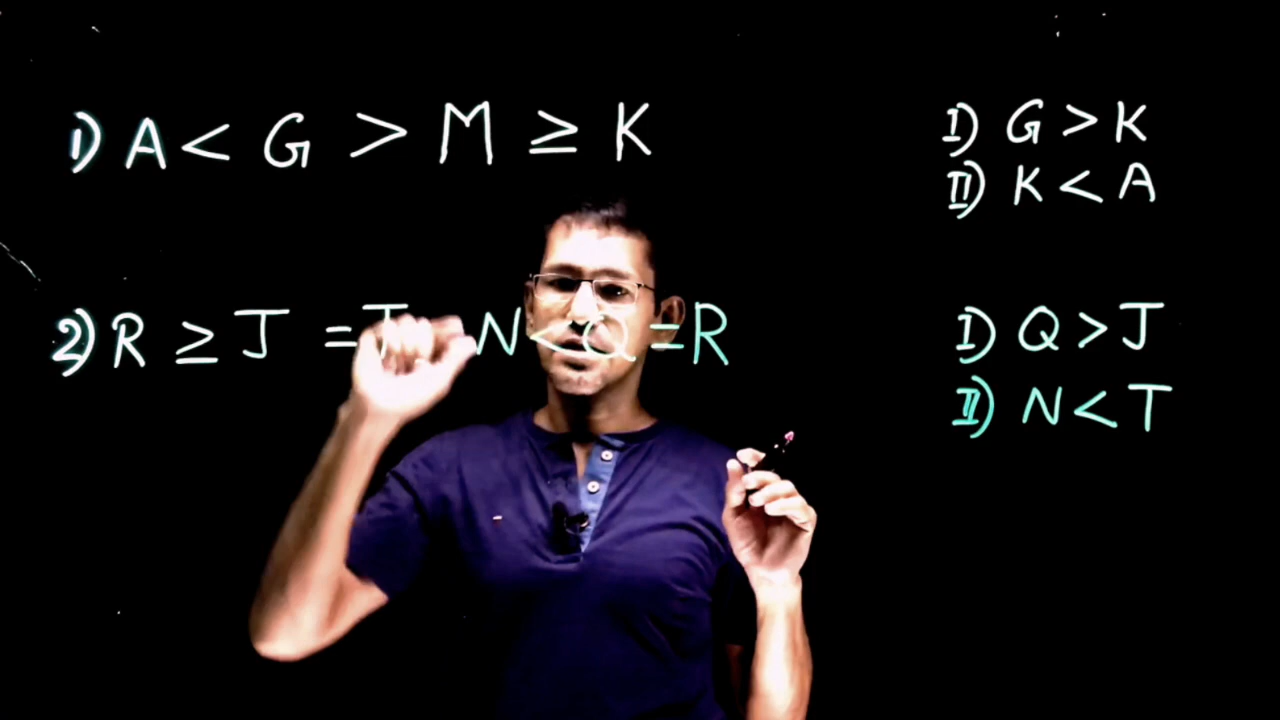 1) A < G > M ≥ K
I) G > K
II) K < A
2) R ≥ J = T N < Q = R
I) Q > J
II) N < T